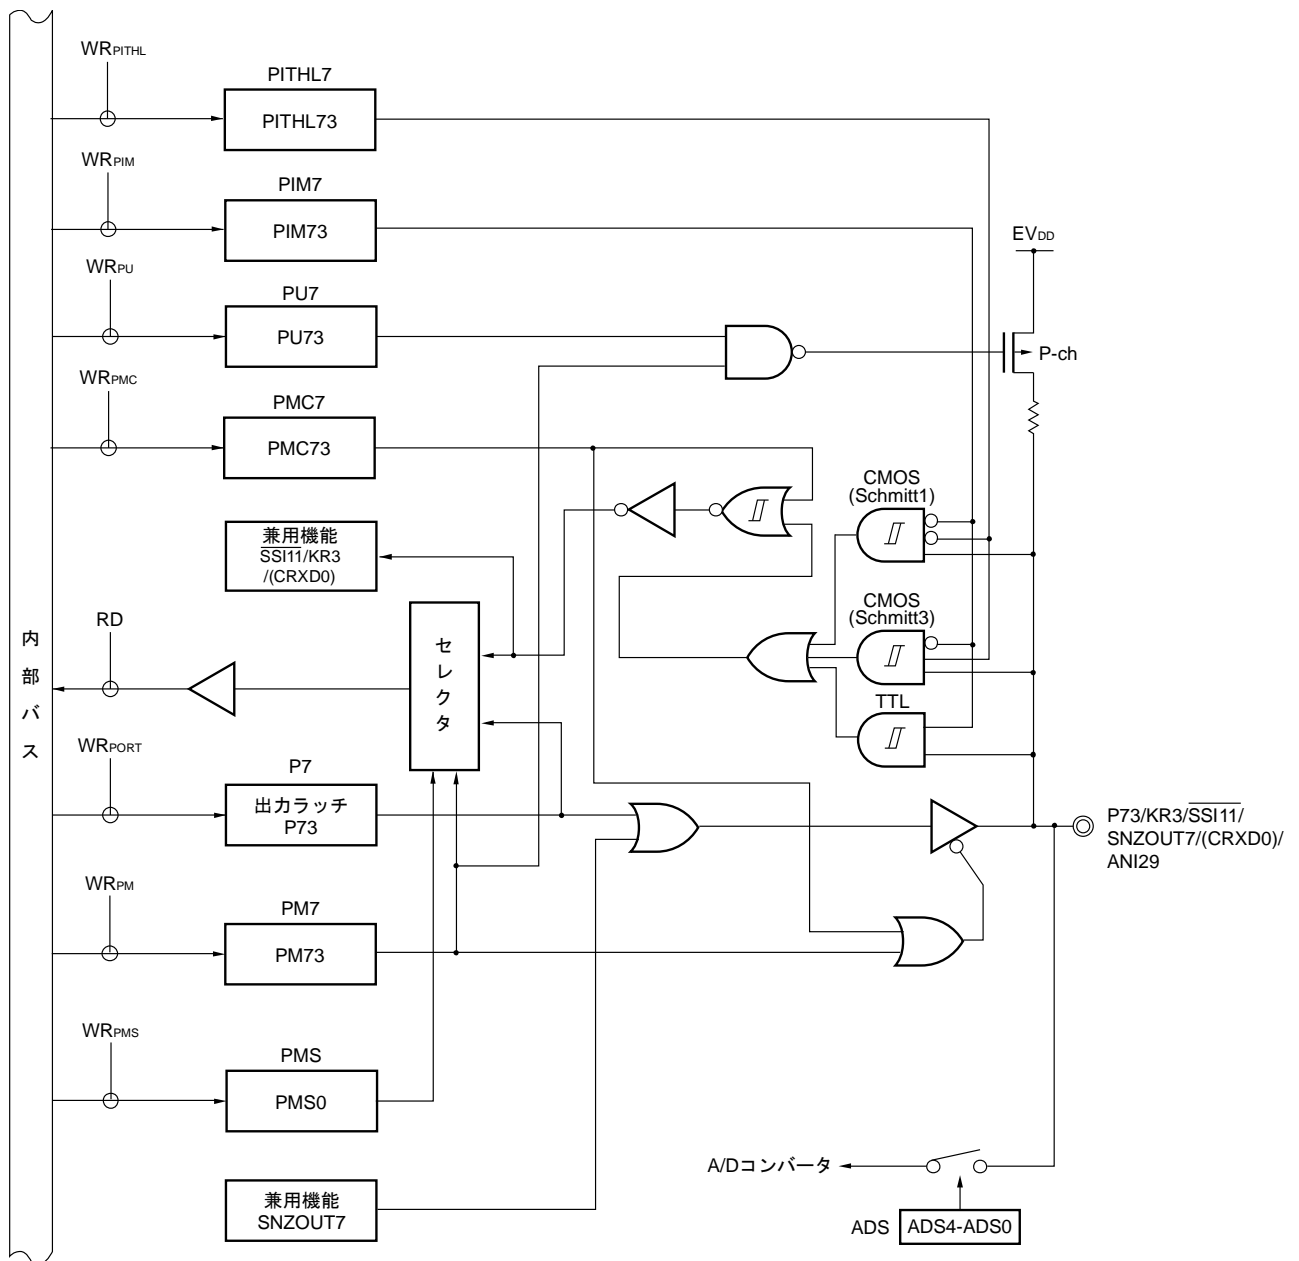 WRPITHL
PITHL7
PITHL73
WRPIM
PIM7
PIM73
EVDD
WRPU
PU7
PU73
P-ch
WRPMC
PMC7
PMC73
CMOS
(Schmitt1)
兼用機能
SSI11/KR3
/(CRXD0)
CMOS
(Schmitt3)
RD
セレクタ
内部バス
TTL
WRPORT
P7
出力ラッチ
P73
P73/KR3/SSI11/
SNZOUT7/(CRXD0)/
ANI29
WRPM
PM7
PM73
WRPMS
PMS
PMS0
A/Dコンバータ
兼用機能
SNZOUT7
ADS
ADS4-ADS0